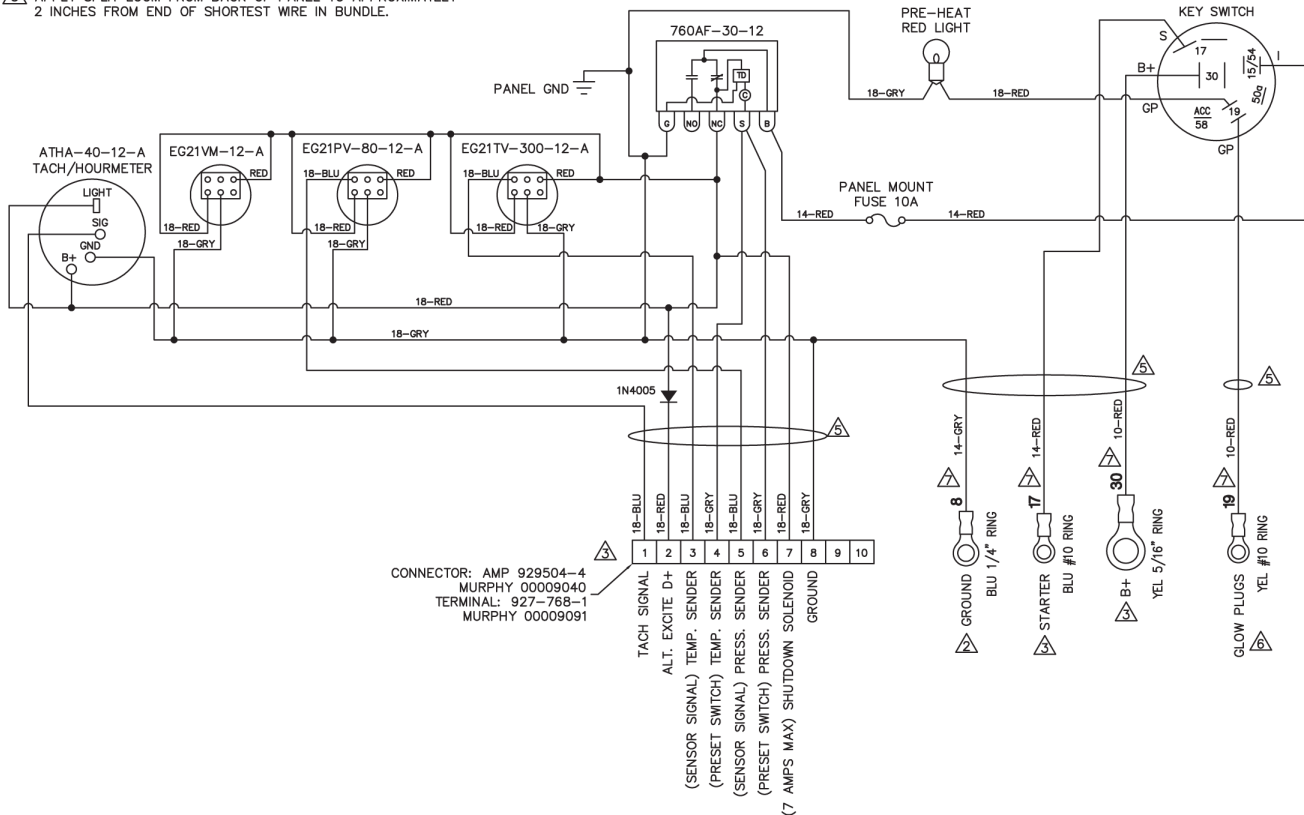 2 INCHES FROM END OF SHORTEST WIRE IN BUNDLE.
760AF-30-12
PRE-HEAT
RED LIGHT
KEY SWITCH
S
17
B+
30
15/54
I
50a
GP
ACC
58
19
GP
PANEL GND
TD
C
G
NO
NC
S
B
18-GRY
18-RED
ATHA-40-12-A
TACH/HOURMETER
LIGHT
SIG
GND
B+
EG21VM-12-A
RED
18-RED
18-GRY
EG21PV-80-12-A
18-BLU
RED
18-RED
18-GRY
EG21TV-300-12-A
18-BLU
RED
18-RED
18-GRY
PANEL MOUNT
FUSE 10A
14-RED
14-RED
18-RED
18-GRY
1N4005
5
5
5
18-BLU
18-RED
18-BLU
18-GRY
18-BLU
18-GRY
18-RED
18-GRY
3
1 2 3 4 5 6 7 8 9 10
CONNECTOR: AMP 929504-4
MURPHY 00009040
TERMINAL: 927-768-1
MURPHY 00009091
TACH SIGNAL
ALT. EXCITE D+
(SENSOR SIGNAL) TEMP. SENDER
(PRESET SWITCH) TEMP. SENDER
(SENSOR SIGNAL) PRESS. SENDER
(PRESET SWITCH) PRESS. SENDER
(7 AMPS MAX) SHUTDOWN SOLENOID
GROUND
14-GRY
7
8
GROUND
BLU 1/4" RING
2
14-RED
7
17
STARTER
BLU #10 RING
3
10-RED
7
30
B+
YEL 5/16" RING
3
10-RED
7
19
GLOW PLUGS
YEL #10 RING
6